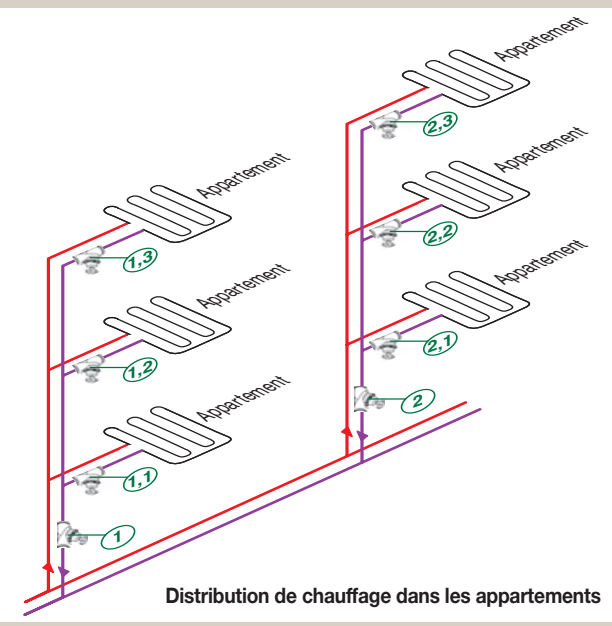 Appartement
2,3
Appartement
2,2
Appartement
1,3
Appartement
2,1
Appartement
1,2
2
Appartement
1,1
1
Distribution de chauffage dans les appartements